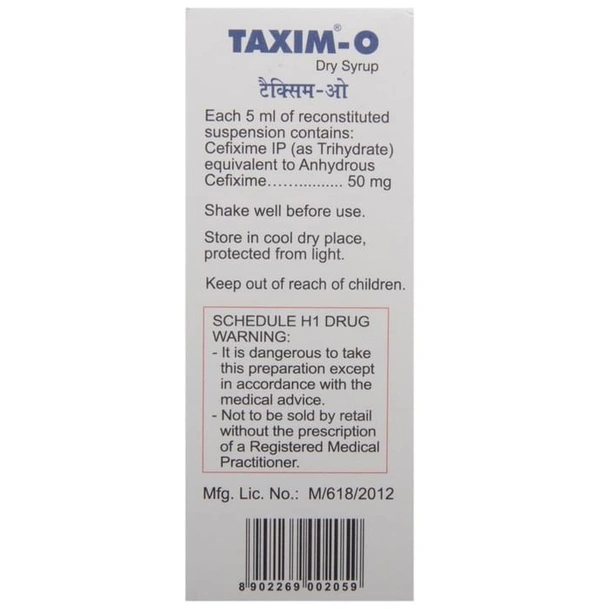 TAXIM®-O
Dry Syrup
टैक्सिम-ओ
Each 5 ml of reconstituted
suspension contains:
Cefixime IP (as Trihydrate)
equivalent to Anhydrous
Cefixime................ 50 mg
Shake well before use.
Store in cool dry place,
protected from light.
Keep out of reach of children.
SCHEDULE H1 DRUG
WARNING:
- It is dangerous to take
this preparation except
in accordance with the
medical advice.
- Not to be sold by retail
without the prescription
of a Registered Medical
Practitioner.
Mfg. Lic. No.: M/618/2012
8 902269 002059